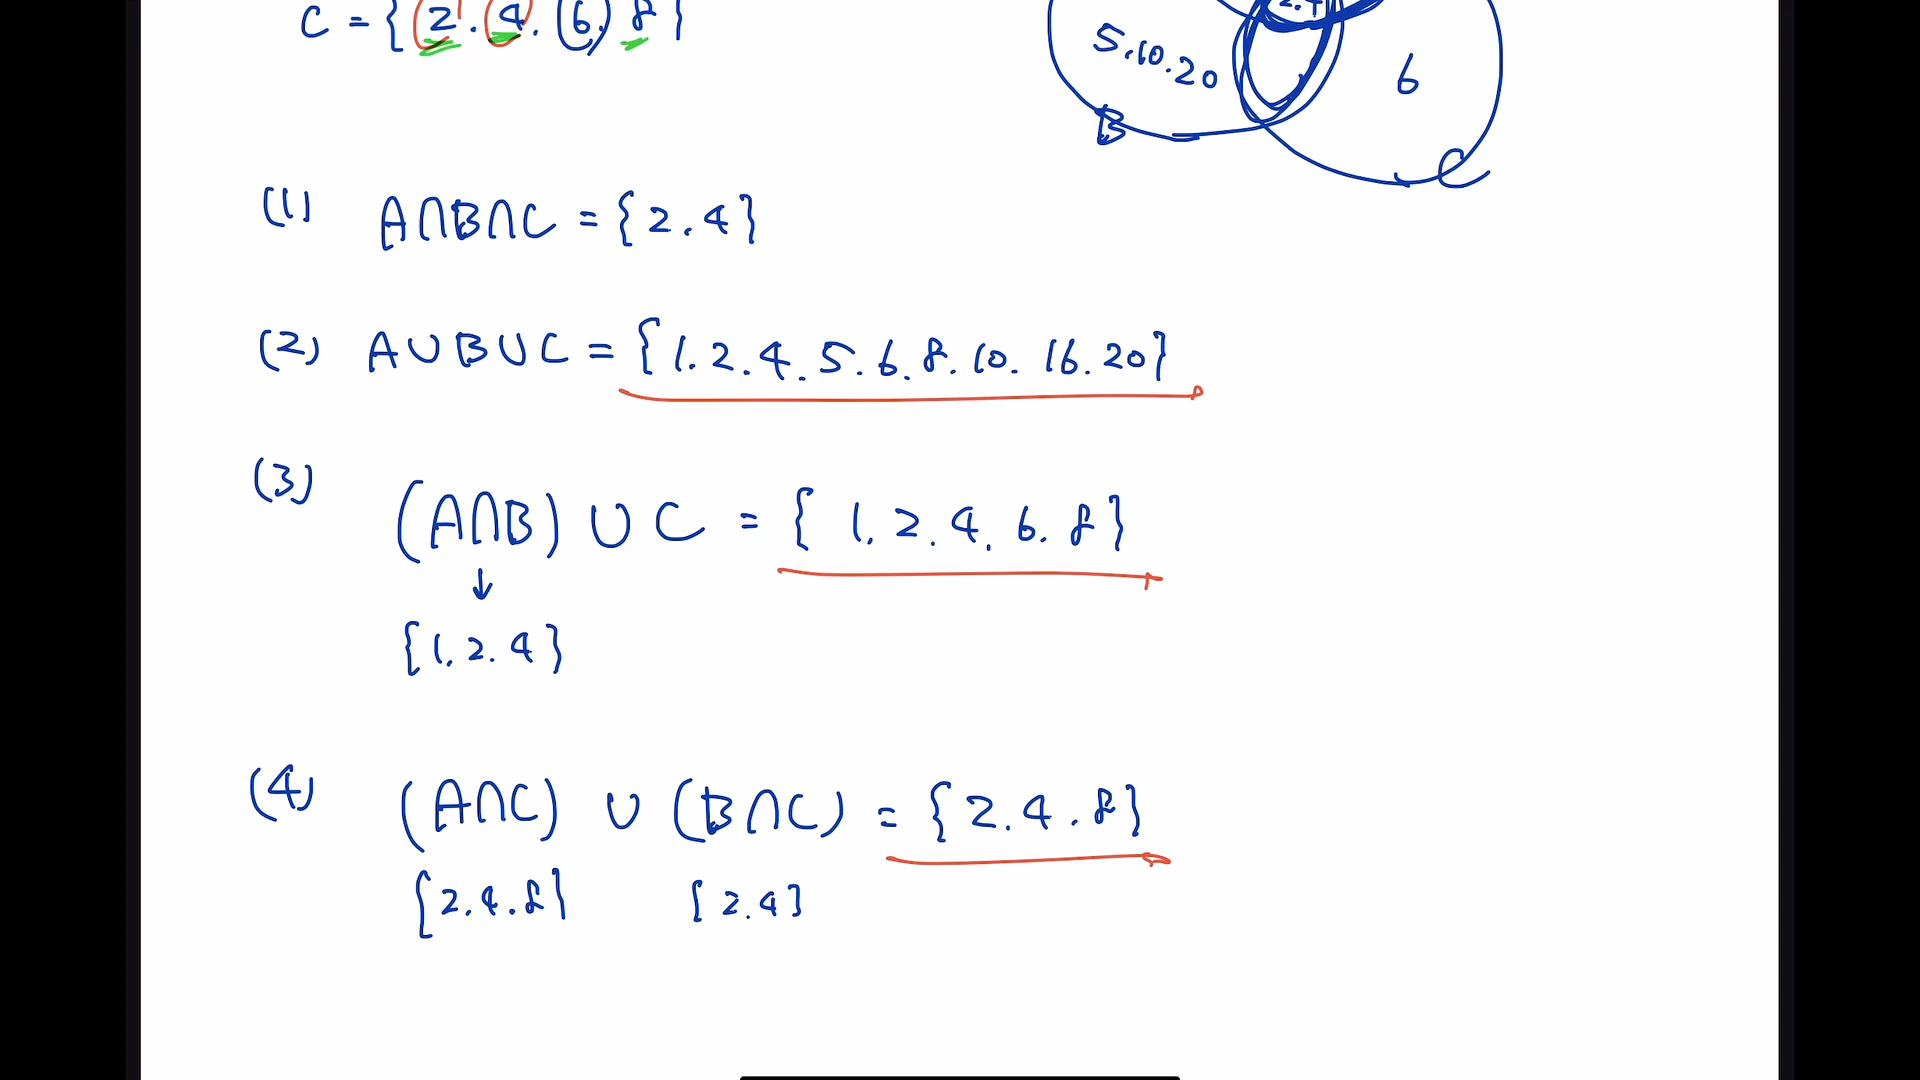 C = {2.4.6.8}
2.4
5.10.20
6
B
C
(1) A∩B∩C = {2.4}
(2) A∪B∪C = {1.2.4.5.6.8.10.16.20}
(3) (A∩B)∪C = {1.2.4.6.8}
↓
{1.2.4}
(4) (A∩C)∪(B∩C) = {2.4.8}
{2.4.8} {2.4}